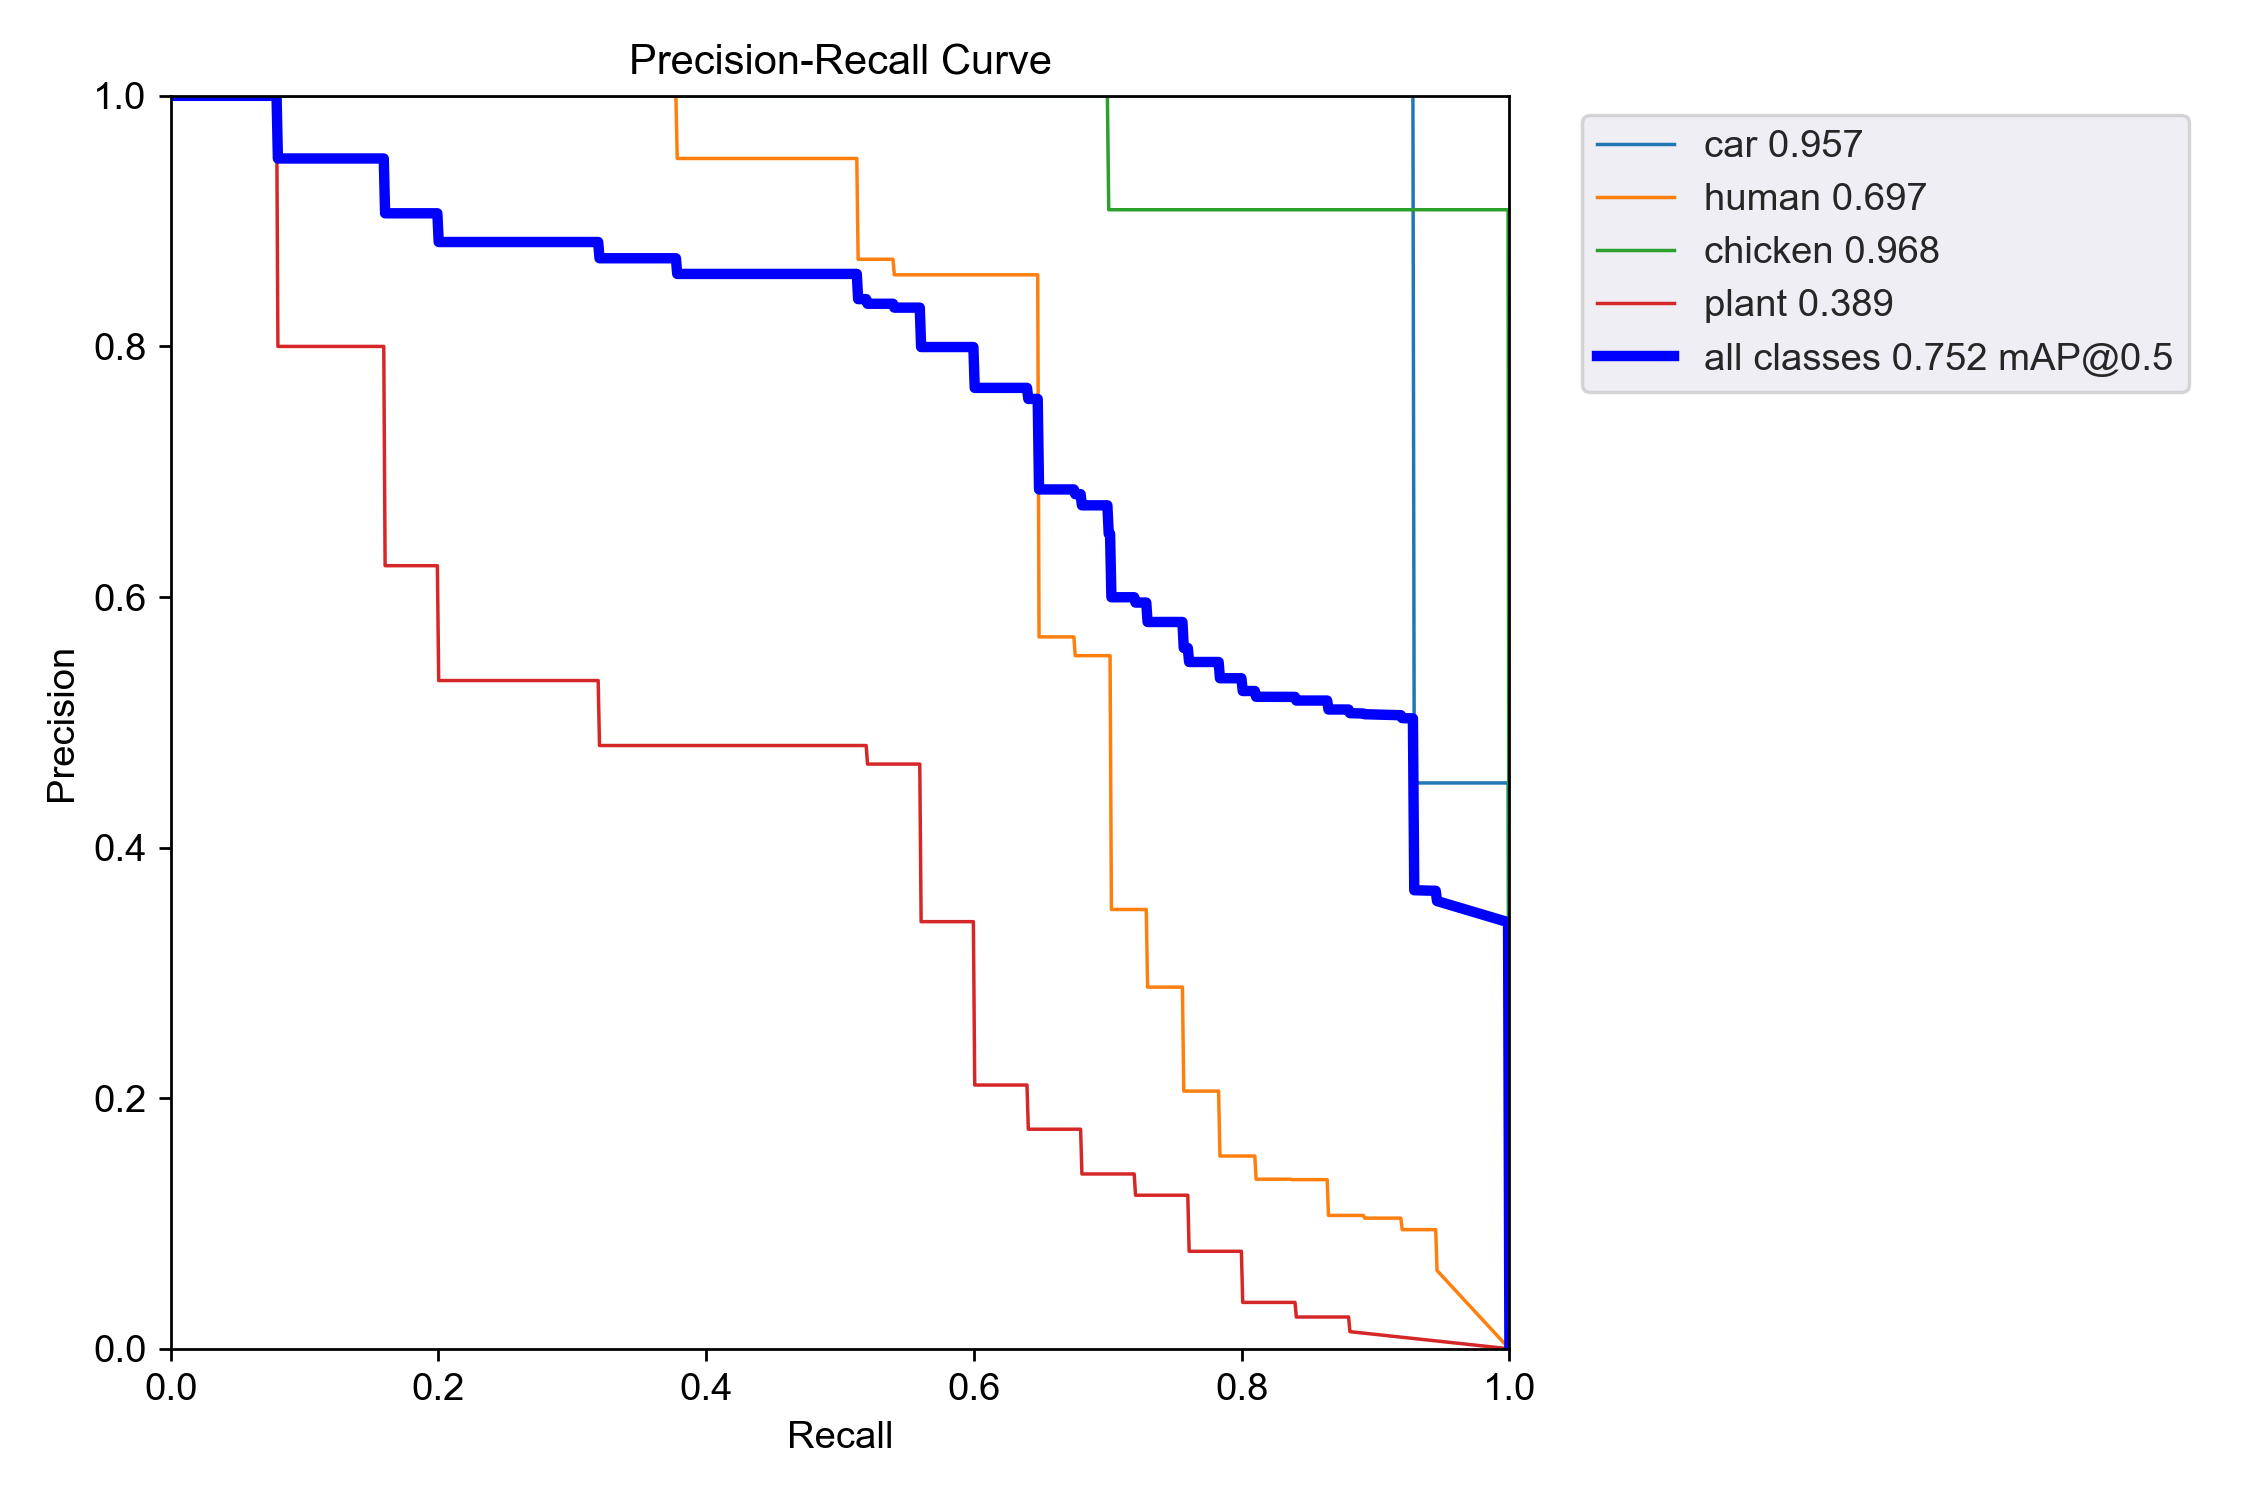 Precision-Recall Curve
1.0
0.8
0.6
0.4
0.2
0.0
Precision
0.0 0.2 0.4 0.6 0.8 1.0
Recall
car 0.957
human 0.697
chicken 0.968
plant 0.389
all classes 0.752 mAP@0.5